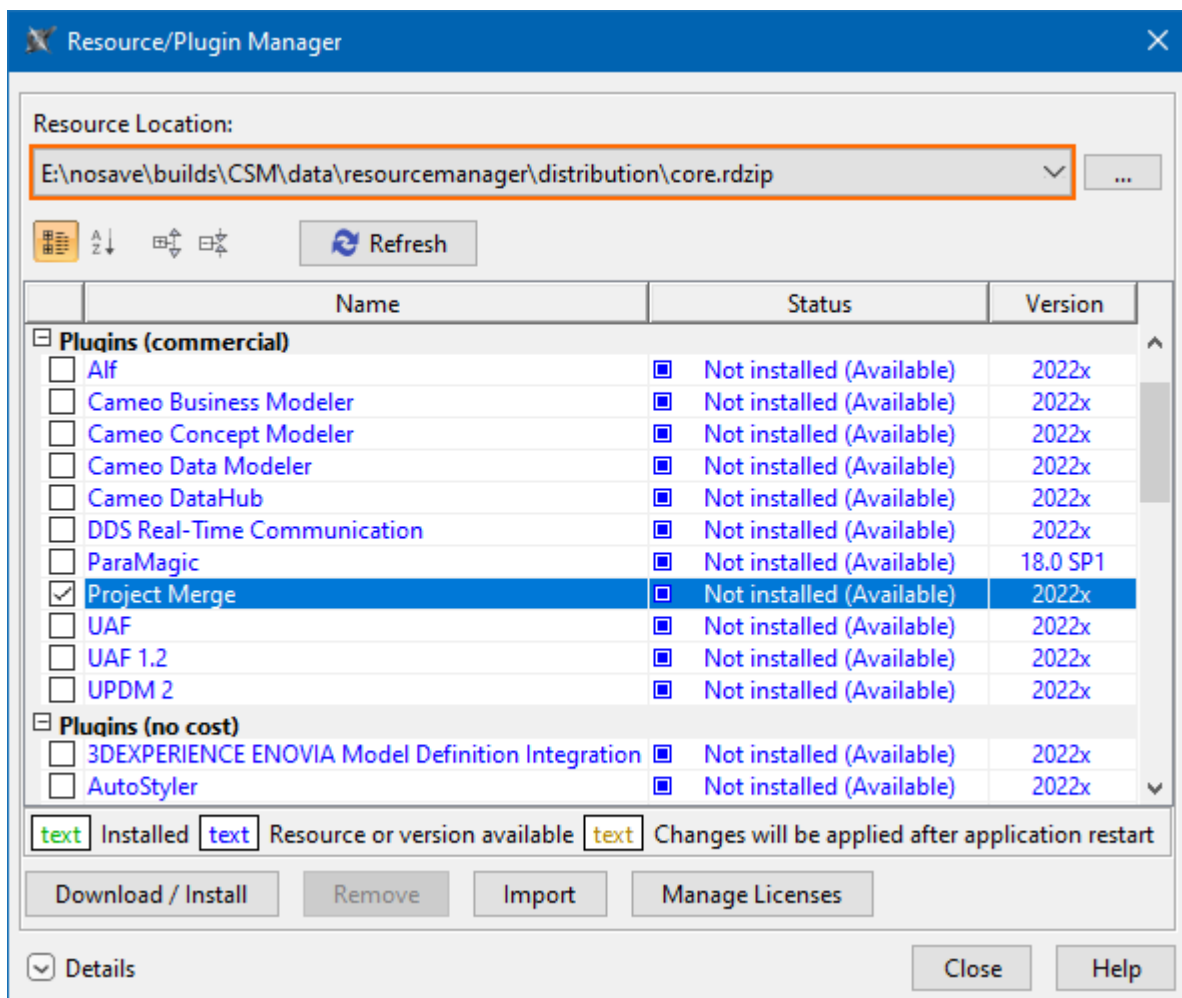 Resource/Plugin Manager
Resource Location:
E:\nosave\builds\CSM\data\resourcemanager\distribution\core.rdzip
...
A
Z
Refresh
Name Status Version
Plugins (commercial)
Alf Not installed (Available) 2022x
Cameo Business Modeler Not installed (Available) 2022x
Cameo Concept Modeler Not installed (Available) 2022x
Cameo Data Modeler Not installed (Available) 2022x
Cameo DataHub Not installed (Available) 2022x
DDS Real-Time Communication Not installed (Available) 2022x
ParaMagic Not installed (Available) 18.0 SP1
Project Merge Not installed (Available) 2022x
UAF Not installed (Available) 2022x
UAF 1.2 Not installed (Available) 2022x
UPDM 2 Not installed (Available) 2022x
Plugins (no cost)
3DEXPERIENCE ENOVIA Model Definition Integration Not installed (Available) 2022x
AutoStyler Not installed (Available) 2022x
text Installed text Resource or version available text Changes will be applied after application restart
Download / Install Remove Import Manage Licenses
Details Close Help